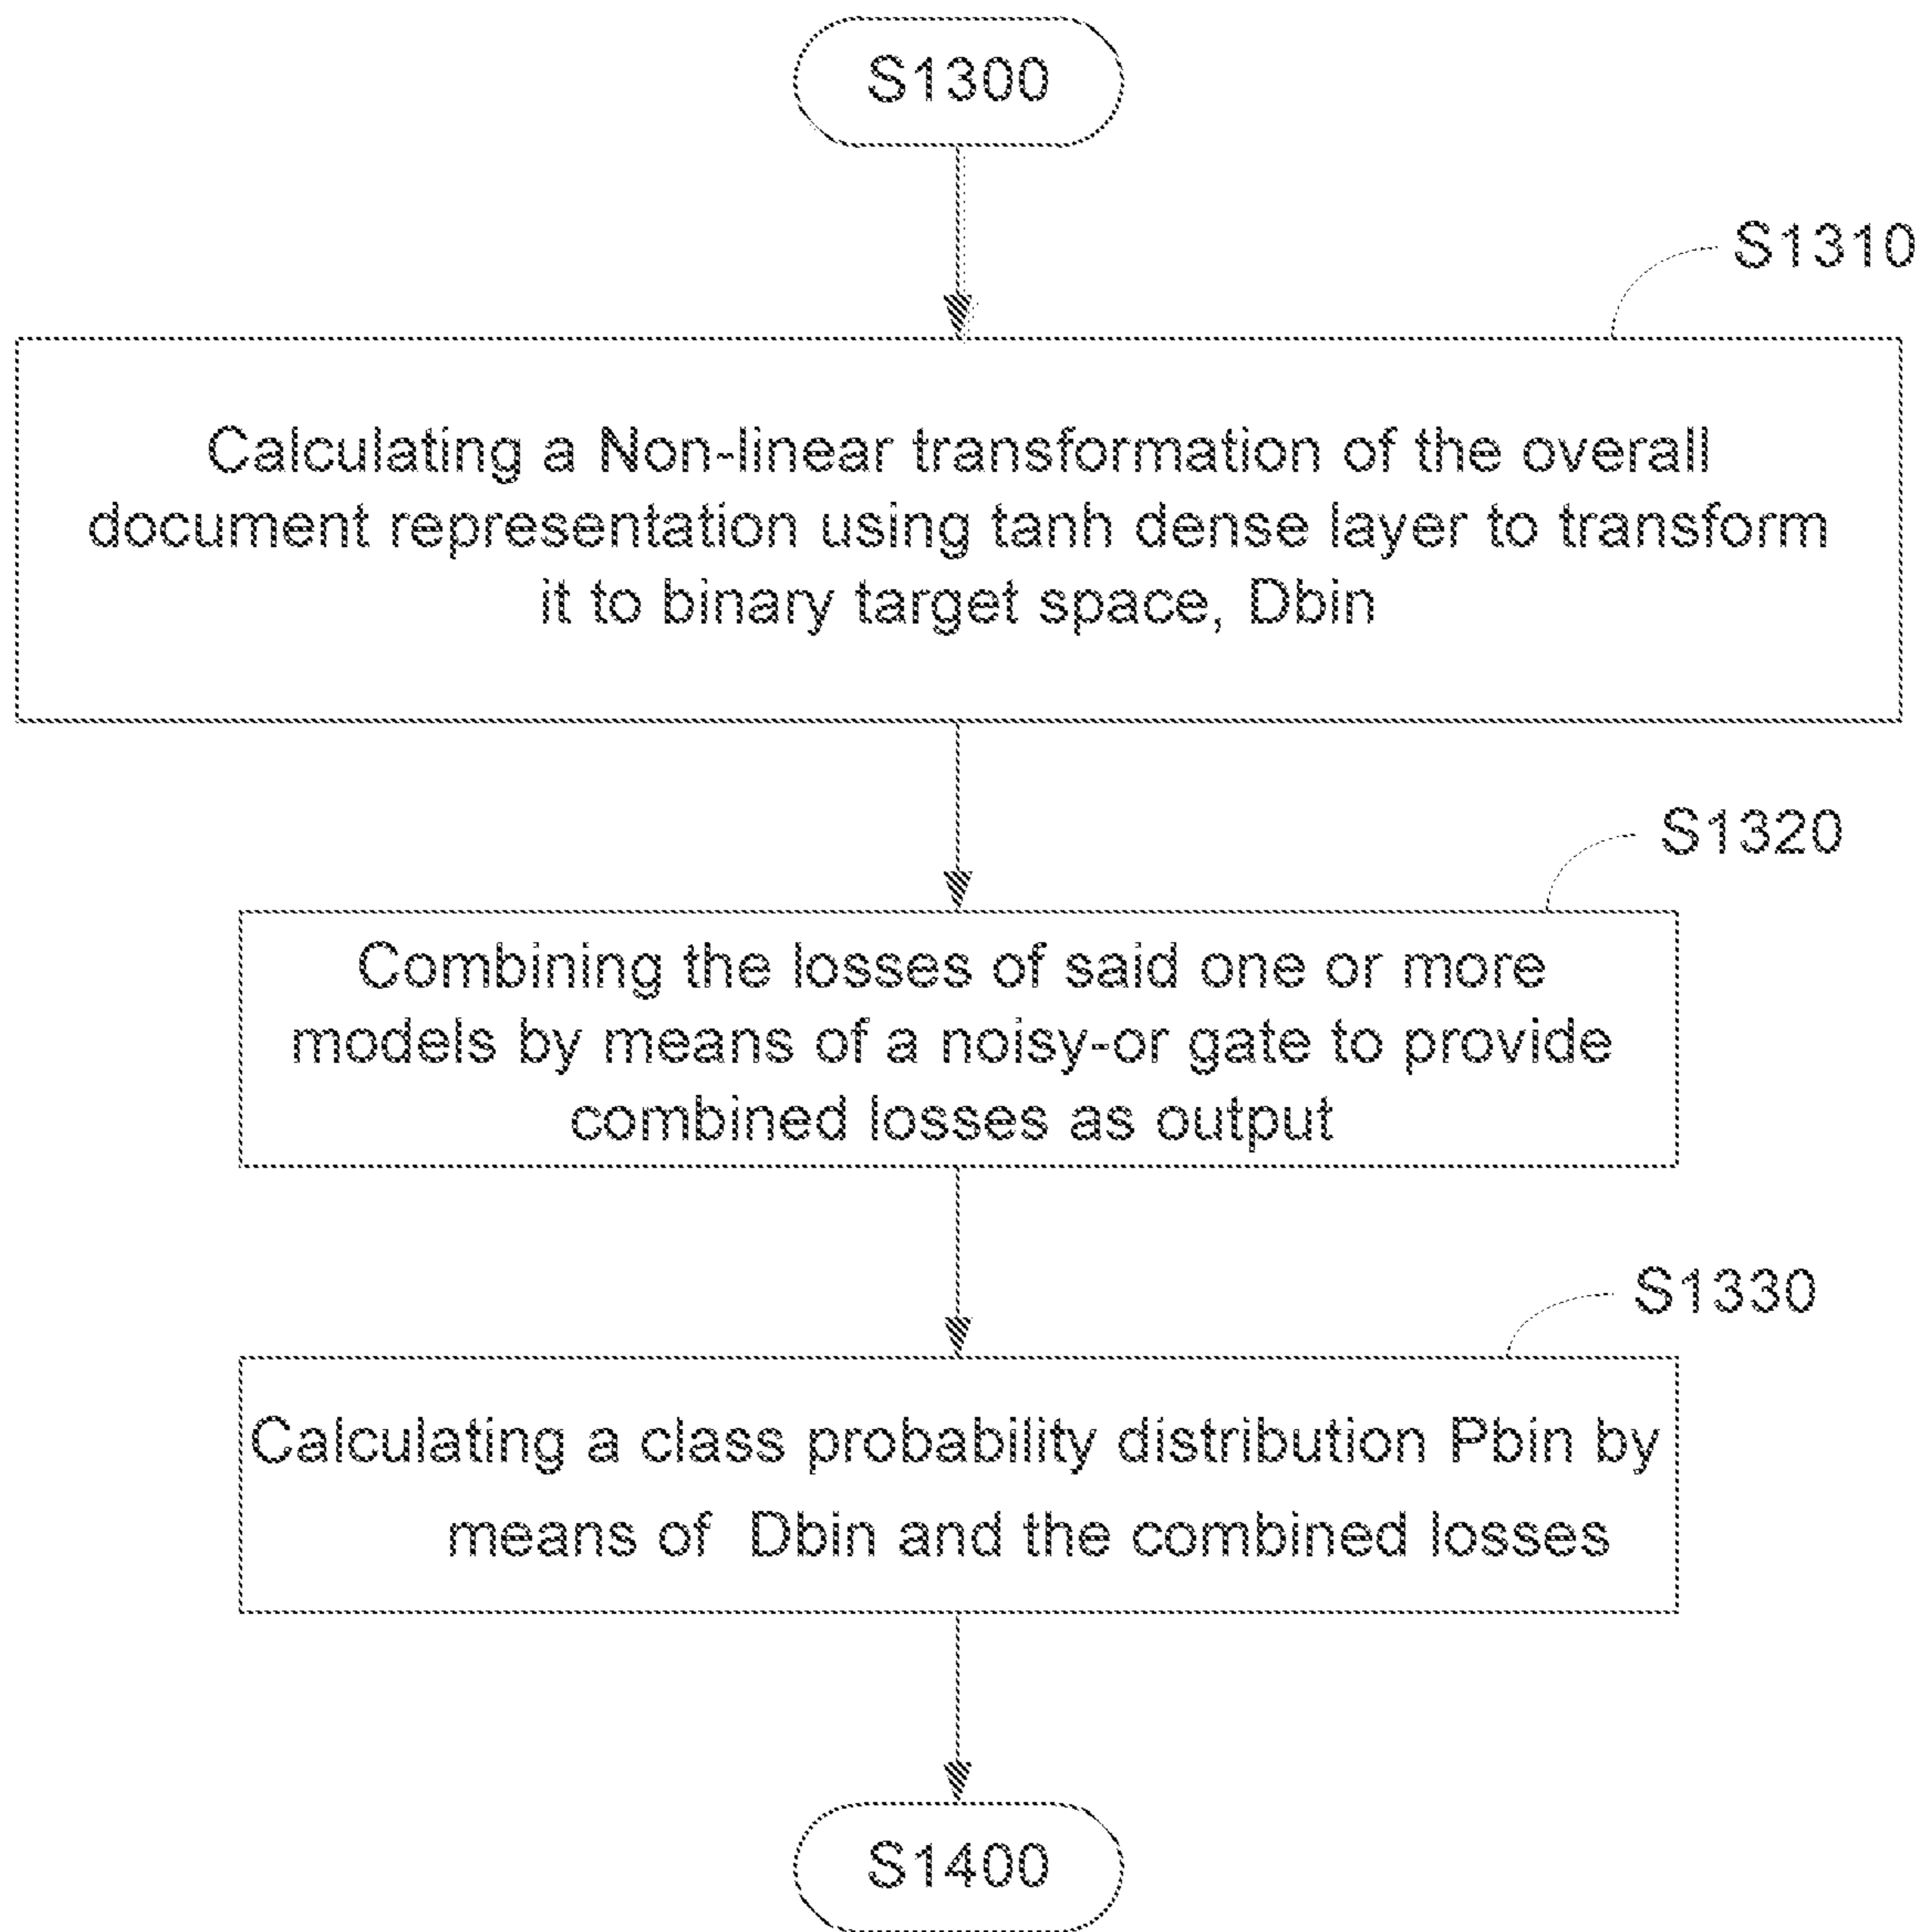 S1300
S1310
Calculating a Non-linear transformation of the overall
document representation using tanh dense layer to transform
it to binary target space, Dbin
S1320
Combining the losses of said one or more
models by means of a noisy-or gate to provide
combined losses as output
S1330
Calculating a class probability distribution Pbin by
means of Dbin and the combined losses
S1400